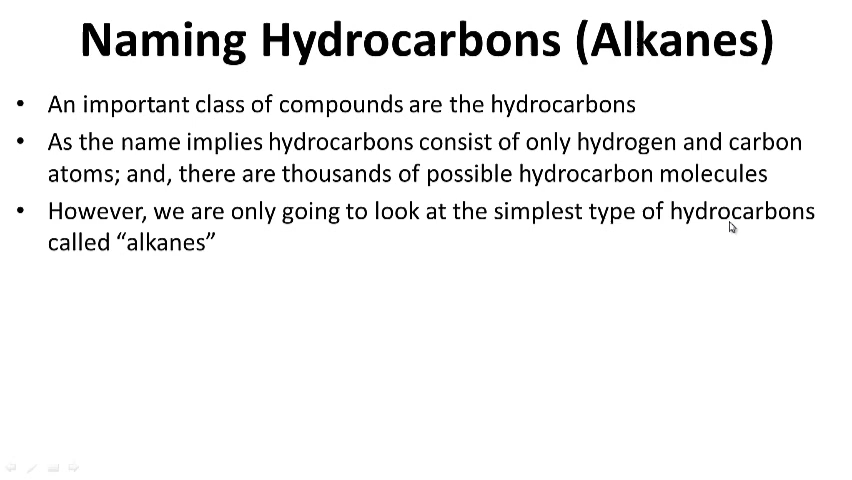 Naming Hydrocarbons (Alkanes)
• An important class of compounds are the hydrocarbons
• As the name implies hydrocarbons consist of only hydrogen and carbon
atoms; and, there are thousands of possible hydrocarbon molecules
• However, we are only going to look at the simplest type of hydrocarbons
called “alkanes”